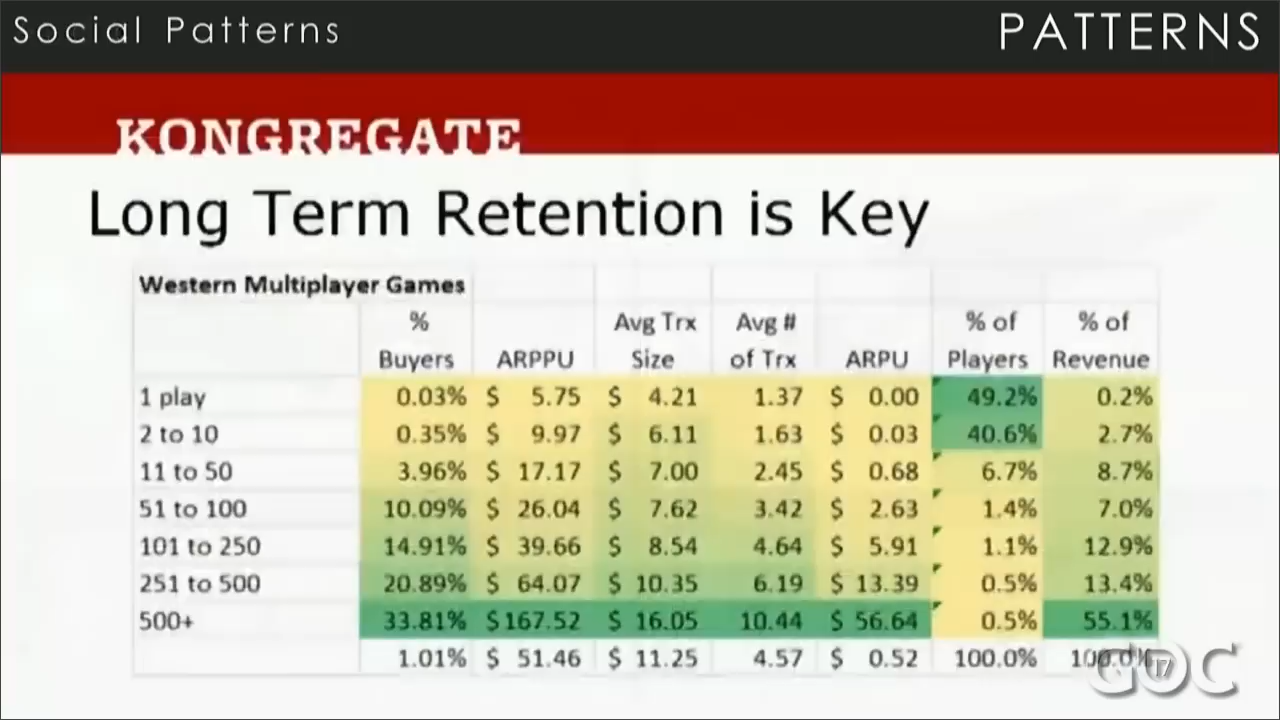 Social Patterns PATTERNS
KONGREGATE
Long Term Retention is Key
Western Multiplayer Games
% Avg Trx Avg # % of % of
Buyers ARPPU Size of Trx ARPU Players Revenue
1 play 0.03% $ 5.75 $ 4.21 1.37 $ 0.00 49.2% 0.2%
2 to 10 0.35% $ 9.97 $ 6.11 1.63 $ 0.03 40.6% 2.7%
11 to 50 3.96% $ 17.17 $ 7.00 2.45 $ 0.68 6.7% 8.7%
51 to 100 10.09% $ 26.04 $ 7.62 3.42 $ 2.63 1.4% 7.0%
101 to 250 14.91% $ 39.66 $ 8.54 4.64 $ 5.91 1.1% 12.9%
251 to 500 20.89% $ 64.07 $ 10.35 6.19 $ 13.39 0.5% 13.4%
500+ 33.81% $ 167.52 $ 16.05 10.44 $ 56.64 0.5% 55.1%
1.01% $ 51.46 $ 11.25 4.57 $ 0.52 100.0% 100.0%
GDC 17